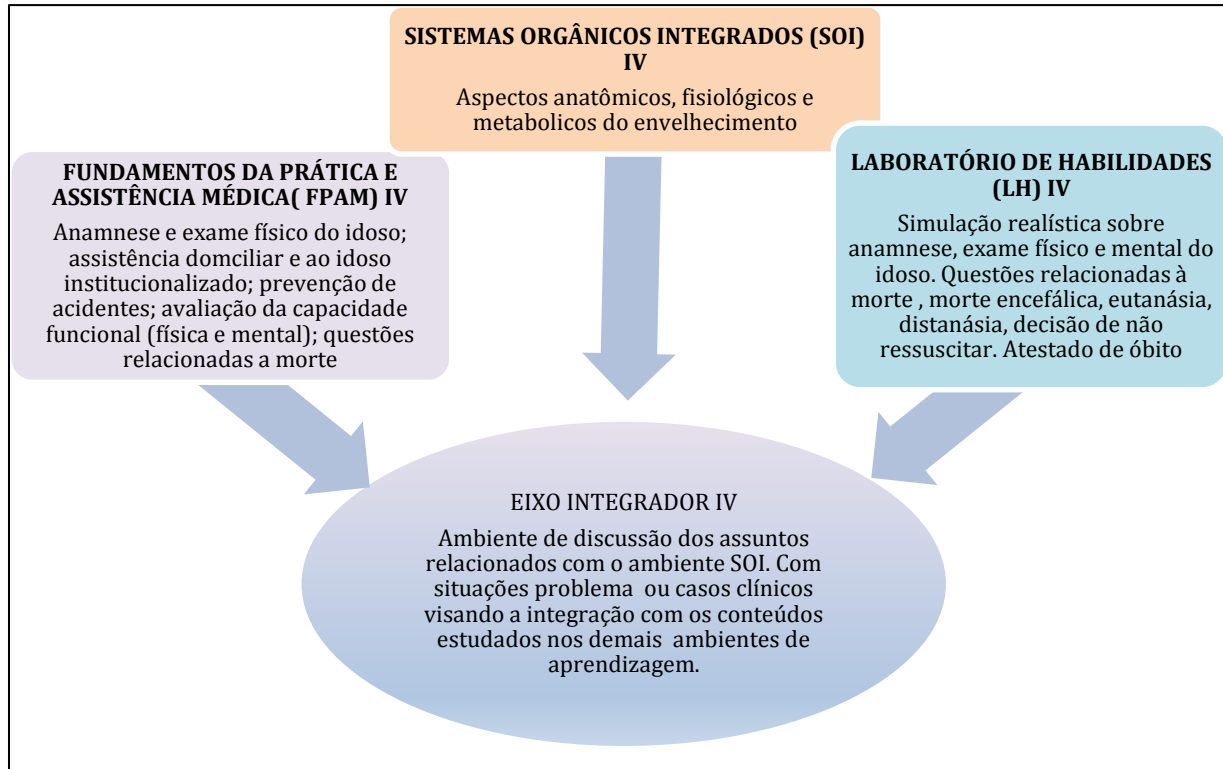 SISTEMAS ORGÂNICOS INTEGRADOS (SOI)
IV
Aspectos anatômicos, fisiológicos e
metabolicos do envelhecimento
FUNDAMENTOS DA PRÁTICA E
ASSISTÊNCIA MÉDICA( FPAM) IV
Anamnese e exame físico do idoso;
assistência domciliar e ao idoso
institucionalizado; prevenção de
acidentes; avaliação da capacidade
funcional (física e mental); questões
relacionadas a morte
LABORATÓRIO DE HABILIDADES
(LH) IV
Simulação realística sobre
anamnese, exame físico e mental do
idoso. Questões relacionadas à
morte , morte encefálica, eutanásia,
distanásia, decisão de não
ressuscitar. Atestado de óbito
EIXO INTEGRADOR IV
Ambiente de discussão dos assuntos
relacionados com o ambiente SOI. Com
situações problema  ou casos clínicos
visando a integração com os conteúdos
estudados nos demais  ambientes de
aprendizagem.